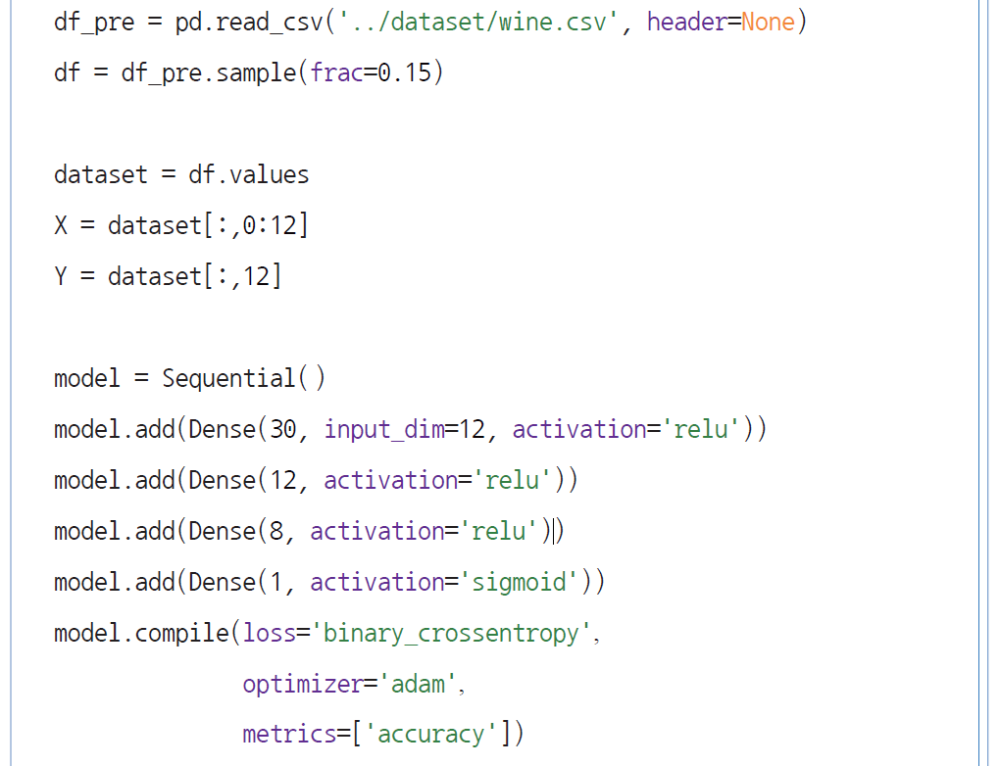 df_pre = pd.read_csv('../dataset/wine.csv', header=None)
df = df_pre.sample(frac=0.15)
dataset = df.values
X = dataset[:,0:12]
Y = dataset[:,12]
model = Sequential()
model.add(Dense(30, input_dim=12, activation='relu'))
model.add(Dense(12, activation='relu'))
model.add(Dense(8, activation='relu'))
model.add(Dense(1, activation='sigmoid'))
model.compile(loss='binary_crossentropy',
optimizer='adam',
metrics=['accuracy'])